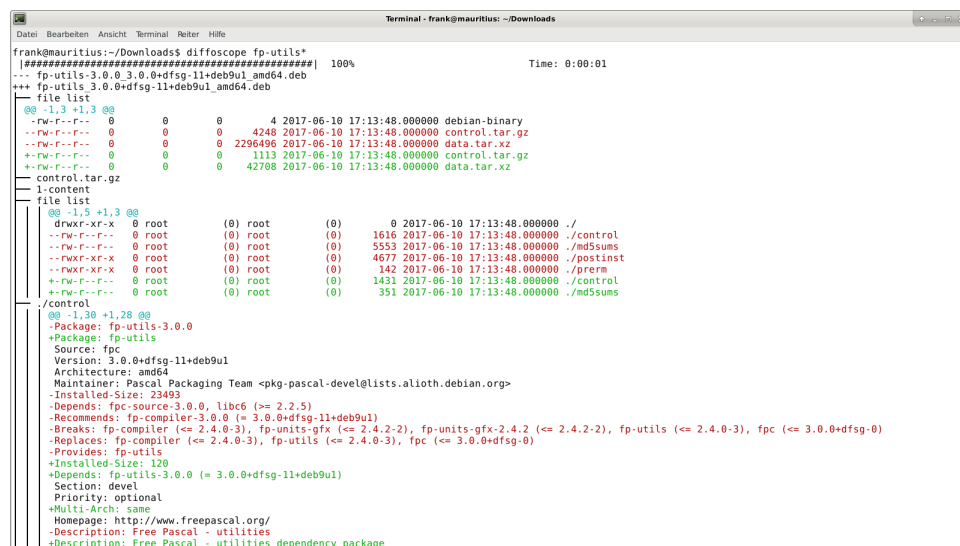 Terminal - frank@mauritius: ~/Downloads
Datei Bearbeiten Ansicht Terminal Reiter Hilfe
frank@mauritius:~/Downloads$ diffoscope fp-utils*
|################################################| 100% Time: 0:00:01
--- fp-utils-3.0.0_3.0.0+dfsg-11+deb9u1_amd64.deb
+++ fp-utils_3.0.0+dfsg-11+deb9u1_amd64.deb
├── file list
@@ -1,3 +1,3 @@
-rw-r--r-- 0 0 0 4 2017-06-10 17:13:48.000000 debian-binary
--rw-r--r-- 0 0 0 4248 2017-06-10 17:13:48.000000 control.tar.gz
--rw-r--r-- 0 0 0 2296496 2017-06-10 17:13:48.000000 data.tar.xz
+-rw-r--r-- 0 0 0 1113 2017-06-10 17:13:48.000000 control.tar.gz
+-rw-r--r-- 0 0 0 42708 2017-06-10 17:13:48.000000 data.tar.xz
├── control.tar.gz
├── 1-content
├── file list
@@ -1,5 +1,3 @@
drwxr-xr-x 0 root (0) root (0) 0 2017-06-10 17:13:48.000000 ./
--rw-r--r-- 0 root (0) root (0) 1616 2017-06-10 17:13:48.000000 ./control
--rw-r--r-- 0 root (0) root (0) 5553 2017-06-10 17:13:48.000000 ./md5sums
--rwxr-xr-x 0 root (0) root (0) 4677 2017-06-10 17:13:48.000000 ./postinst
--rwxr-xr-x 0 root (0) root (0) 142 2017-06-10 17:13:48.000000 ./prerm
+-rw-r--r-- 0 root (0) root (0) 1431 2017-06-10 17:13:48.000000 ./control
+-rw-r--r-- 0 root (0) root (0) 351 2017-06-10 17:13:48.000000 ./md5sums
├── ./control
@@ -1,30 +1,28 @@
-Package: fp-utils-3.0.0
+Package: fp-utils
Source: fpc
Version: 3.0.0+dfsg-11+deb9u1
Architecture: amd64
Maintainer: Pascal Packaging Team <pkg-pascal-devel@lists.alioth.debian.org>
-Installed-Size: 23493
-Depends: fpc-source-3.0.0, libc6 (>= 2.2.5)
-Recommends: fp-compiler-3.0.0 (= 3.0.0+dfsg-11+deb9u1)
-Breaks: fp-compiler (<= 2.4.0-3), fp-units-gfx (<= 2.4.2-2), fp-units-gfx-2.4.2 (<= 2.4.2-2), fp-utils (<= 2.4.0-3), fpc (<= 3.0.0+dfsg-0)
-Replaces: fp-compiler (<= 2.4.0-3), fp-utils (<= 2.4.0-3), fpc (<= 3.0.0+dfsg-0)
-Provides: fp-utils
+Installed-Size: 120
+Depends: fp-utils-3.0.0 (= 3.0.0+dfsg-11+deb9u1)
Section: devel
Priority: optional
+Multi-Arch: same
Homepage: http://www.freepascal.org/
-Description: Free Pascal - utilities
+Description: Free Pascal - utilities dependency package